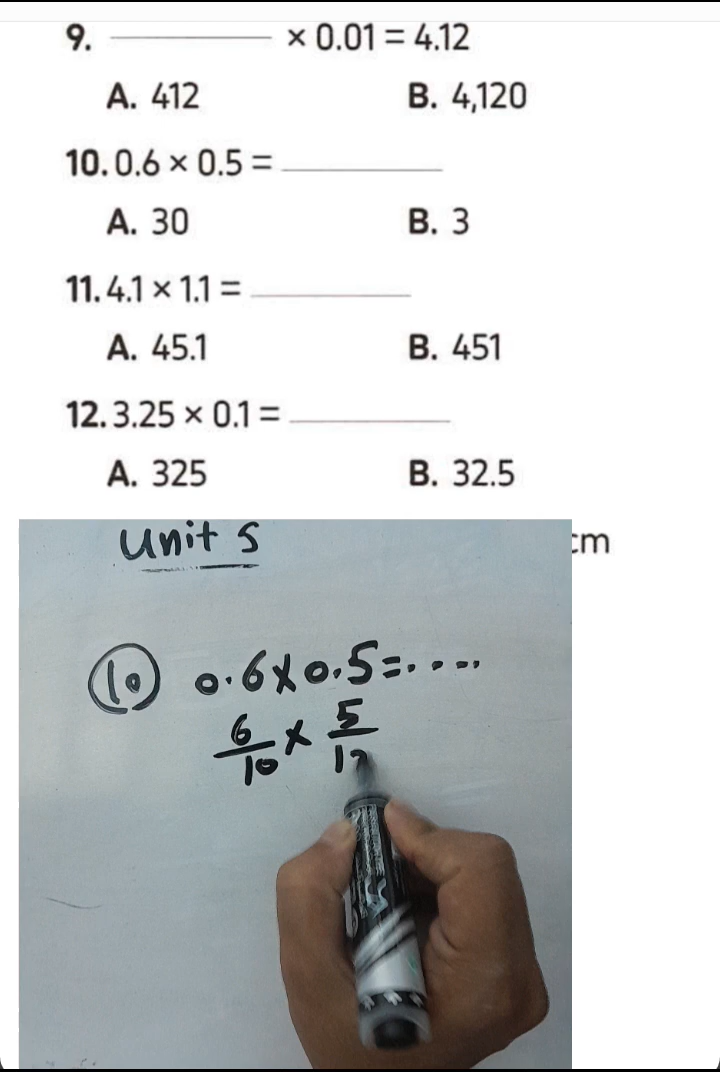 9. ________ × 0.01 = 4.12
A. 412 B. 4,120
10. 0.6 × 0.5 = ________
A. 30 B. 3
11. 4.1 × 1.1 = ________
A. 45.1 B. 451
12. 3.25 × 0.1 = ________
A. 325 B. 32.5
cm
Unit 5
10 0.6 × 0.5 = .....
6/10 × 5/10